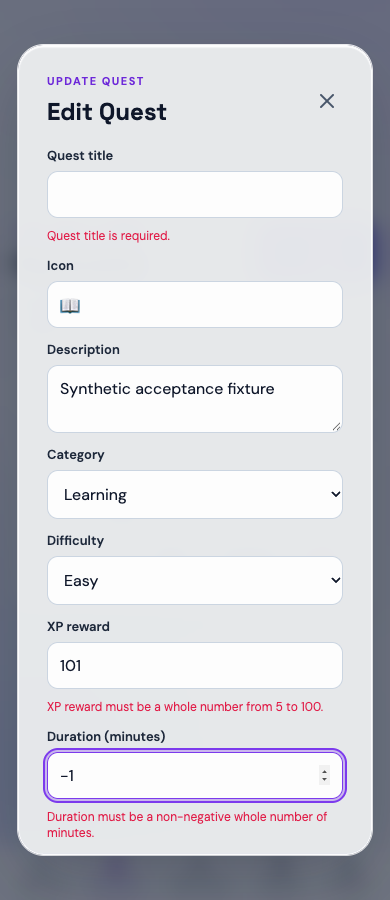 UPDATE QUEST
Edit Quest
Quest title
Quest title is required.
Icon
Description
Synthetic acceptance fixture
Category
Learning
Difficulty
Easy
XP reward
101
XP reward must be a whole number from 5 to 100.
Duration (minutes)
-1
Duration must be a non-negative whole number of
minutes.